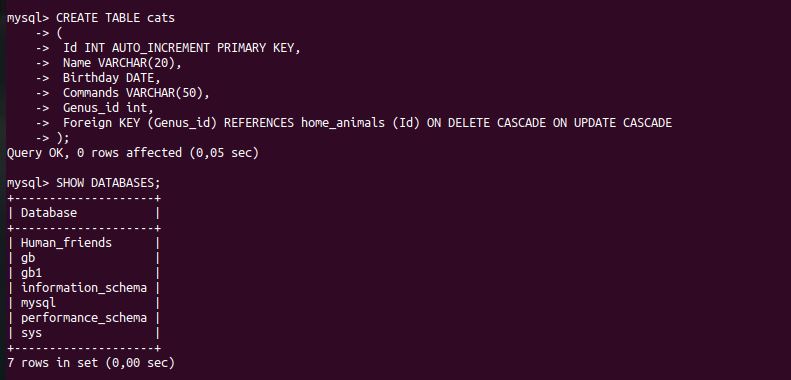 mysql> CREATE TABLE cats
    -> (
    ->  Id INT AUTO_INCREMENT PRIMARY KEY,
    ->  Name VARCHAR(20),
    ->  Birthday DATE,
    ->  Commands VARCHAR(50),
    ->  Genus_id int,
    ->  Foreign KEY (Genus_id) REFERENCES home_animals (Id) ON DELETE CASCADE ON UPDATE CASCADE
    -> );
Query OK, 0 rows affected (0,05 sec)

mysql> SHOW DATABASES;
+--------------------+
| Database           |
+--------------------+
| Human_friends      |
| gb                 |
| gb1                |
| information_schema |
| mysql              |
| performance_schema |
| sys                |
+--------------------+
7 rows in set (0,00 sec)